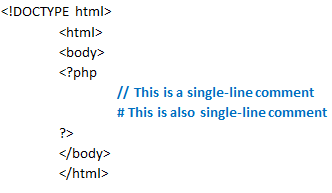 <!DOCTYPE html>
<html>
<body>
<?php
// This is a single-line comment
# This is also single-line comment
?>
</body>
</html>